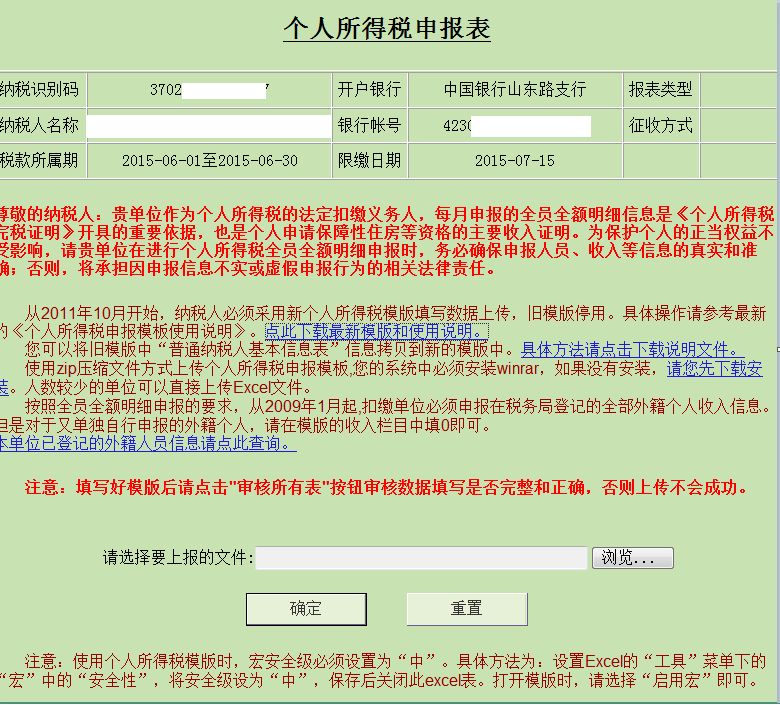 个人所得税申报表
纳税识别码 3702 7 开户银行 中国银行山东路支行 报表类型
纳税人名称 银行帐号 4230 征收方式
税款所属期 2015-06-01至2015-06-30 限缴日期 2015-07-15
尊敬的纳税人：贵单位作为个人所得税的法定扣缴义务人，每月申报的全员全额明细信息是《个人所得税
完税证明》开具的重要依据，也是个人申请保障性住房等资格的主要收入证明。为保护个人的正当权益不
受影响，请贵单位在进行个人所得税全员全额明细申报时，务必确保申报人员、收入等信息的真实和准
确；否则，将承担因申报信息不实或虚假申报行为的相关法律责任。
从2011年10月开始，纳税人必须采用新个人所得税模版填写数据上传，旧模版停用。具体操作请参考最新
的《个人所得税申报模板使用说明》。点此下载最新模版和使用说明。
您可以将旧模版中“普通纳税人基本信息表”信息拷贝到新的模版中。具体方法请点击下载说明文件。
使用zip压缩文件方式上传个人所得税申报模板,您的系统中必须安装winrar，如果没有安装，请您先下载安
装。人数较少的单位可以直接上传Excel文件。
按照全员全额明细申报的要求，从2009年1月起,扣缴单位必须申报在税务局登记的全部外籍个人收入信息。
但是对于又单独自行申报的外籍个人，请在模版的收入栏目中填0即可。
本单位已登记的外籍人员信息请点此查询。
注意：填写好模版后请点击"审核所有表"按钮审核数据填写是否完整和正确，否则上传不会成功。
请选择要上报的文件: 浏览...
确定 重置
注意：使用个人所得税模版时，宏安全级必须设置为“中”。具体方法为：设置Excel的“工具”菜单下的
“宏”中的“安全性”，将安全级设为“中”，保存后关闭此excel表。打开模版时，请选择“启用宏”即可。